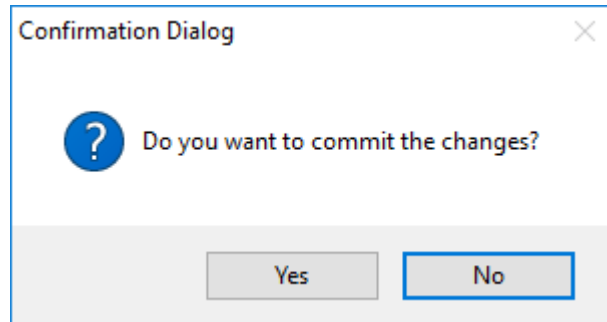 Confirmation Dialog
? Do you want to commit the changes?
Yes No